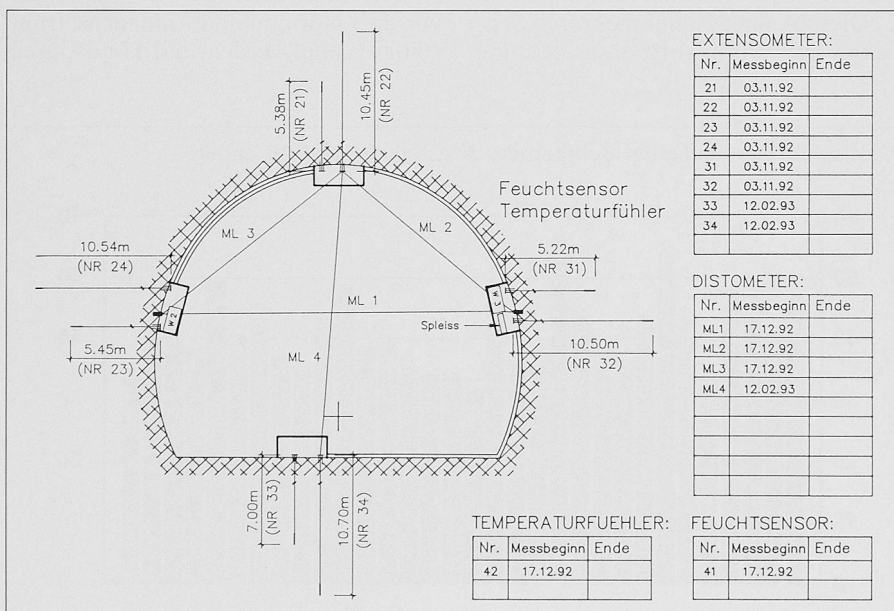 5.38m
(NR 21)
10.45m
(NR 22)
Feuchtsensor
Temperaturfühler
ML 3
ML 2
10.54m
(NR 24)
5.22m
(NR 31)
ML 1
W 2
Spleiss
5.45m
(NR 23)
10.50m
(NR 32)
ML 4
7.00m
(NR 33)
10.70m
(NR 34)
EXTENSOMETER:
Nr. Messbeginn Ende
21 03.11.92
22 03.11.92
23 03.11.92
24 03.11.92
31 03.11.92
32 03.11.92
33 12.02.93
34 12.02.93
DISTOMETER:
Nr. Messbeginn Ende
ML1 17.12.92
ML2 17.12.92
ML3 17.12.92
ML4 12.02.93
TEMPERATURFUEHLER:
Nr. Messbeginn Ende
42 17.12.92
FEUCHTSENSOR:
Nr. Messbeginn Ende
41 17.12.92